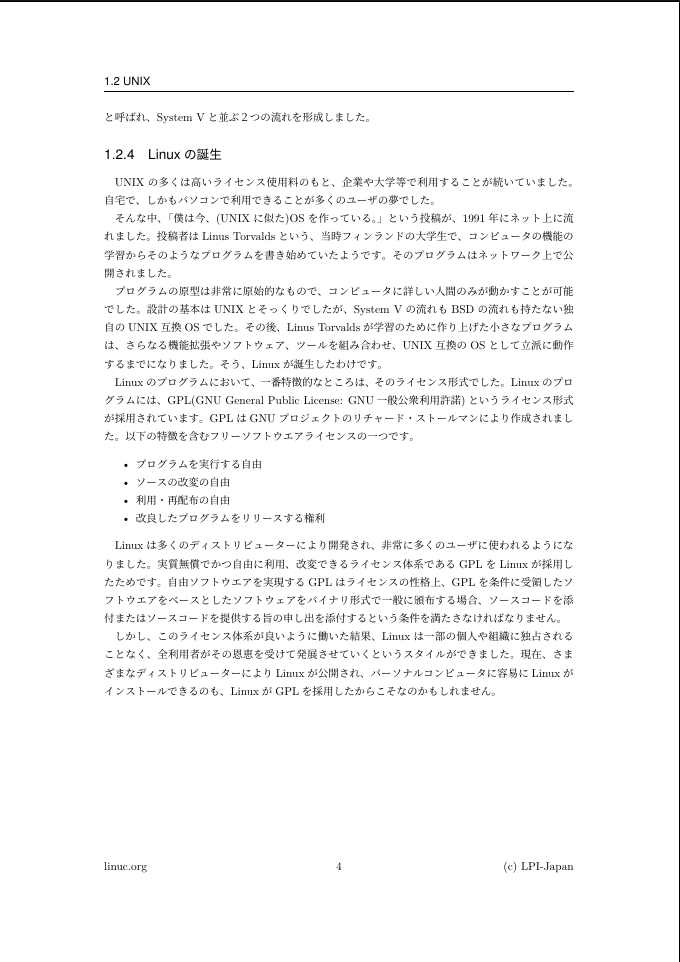 1.2 UNIX
と呼ばれ、System V と並ぶ２つの流れを形成しました。
1.2.4 Linux の誕生
UNIX の多くは高いライセンス使用料のもと、企業や大学等で利用することが続いていました。
自宅で、しかもパソコンで利用できることが多くのユーザの夢でした。
そんな中、「僕は今、(UNIX に似た)OS を作っている。」という投稿が、1991 年にネット上に流
れました。投稿者は Linus Torvalds という、当時フィンランドの大学生で、コンピュータの機能の
学習からそのようなプログラムを書き始めていたようです。そのプログラムはネットワーク上で公
開されました。
プログラムの原型は非常に原始的なもので、コンピュータに詳しい人間のみが動かすことが可能
でした。設計の基本は UNIX とそっくりでしたが、System V の流れも BSD の流れも持たない独
自の UNIX 互換 OS でした。その後、Linus Torvalds が学習のために作り上げた小さなプログラム
は、さらなる機能拡張やソフトウェア、ツールを組み合わせ、UNIX 互換の OS として立派に動作
するまでになりました。そう、Linux が誕生したわけです。
Linux のプログラムにおいて、一番特徴的なところは、そのライセンス形式でした。Linux のプロ
グラムには、GPL(GNU General Public License: GNU 一般公衆利用許諾) というライセンス形式
が採用されています。GPL は GNU プロジェクトのリチャード・ストールマンにより作成されまし
た。以下の特徴を含むフリーソフトウエアライセンスの一つです。
• プログラムを実行する自由
• ソースの改変の自由
• 利用・再配布の自由
• 改良したプログラムをリリースする権利
Linux は多くのディストリビューターにより開発され、非常に多くのユーザに使われるようにな
りました。実質無償でかつ自由に利用、改変できるライセンス体系である GPL を Linux が採用し
たためです。自由ソフトウエアを実現する GPL はライセンスの性格上、GPL を条件に受領したソ
フトウエアをベースとしたソフトウェアをバイナリ形式で一般に頒布する場合、ソースコードを添
付またはソースコードを提供する旨の申し出を添付するという条件を満たさなければなりません。
しかし、このライセンス体系が良いように働いた結果、Linux は一部の個人や組織に独占される
ことなく、全利用者がその恩恵を受けて発展させていくというスタイルができました。現在、さま
ざまなディストリビューターにより Linux が公開され、パーソナルコンピュータに容易に Linux が
インストールできるのも、Linux が GPL を採用したからこそなのかもしれません。
linuc.org 4 (c) LPI-Japan